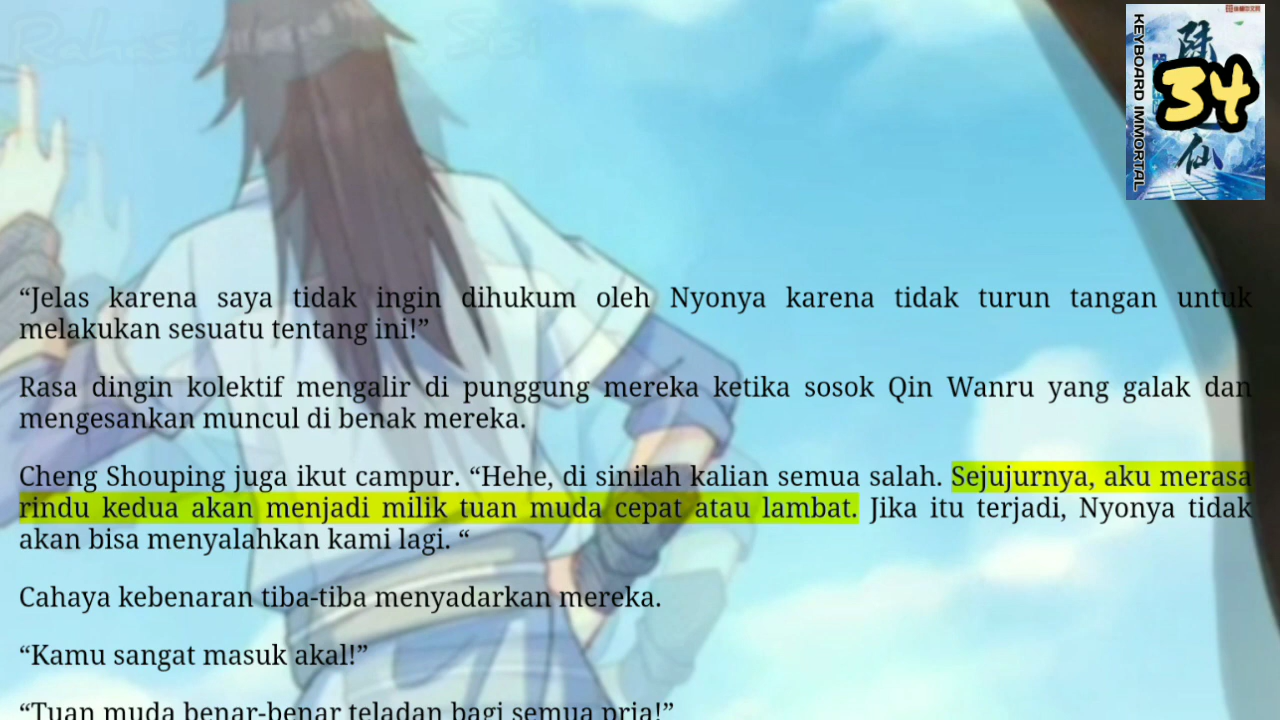 KEYBOARD IMMORTAL
34
仙
“Jelas karena saya tidak ingin dihukum oleh Nyonya karena tidak turun tangan untuk
melakukan sesuatu tentang ini!”
Rasa dingin kolektif mengalir di punggung mereka ketika sosok Qin Wanru yang galak dan
mengesankan muncul di benak mereka.
Cheng Shouping juga ikut campur. “Hehe, di sinilah kalian semua salah. Sejujurnya, aku merasa
rindu kedua akan menjadi milik tuan muda cepat atau lambat. Jika itu terjadi, Nyonya tidak
akan bisa menyalahkan kami lagi. “
Cahaya kebenaran tiba-tiba menyadarkan mereka.
“Kamu sangat masuk akal!”
“Tuan muda benar-benar teladan bagi semua pria!”